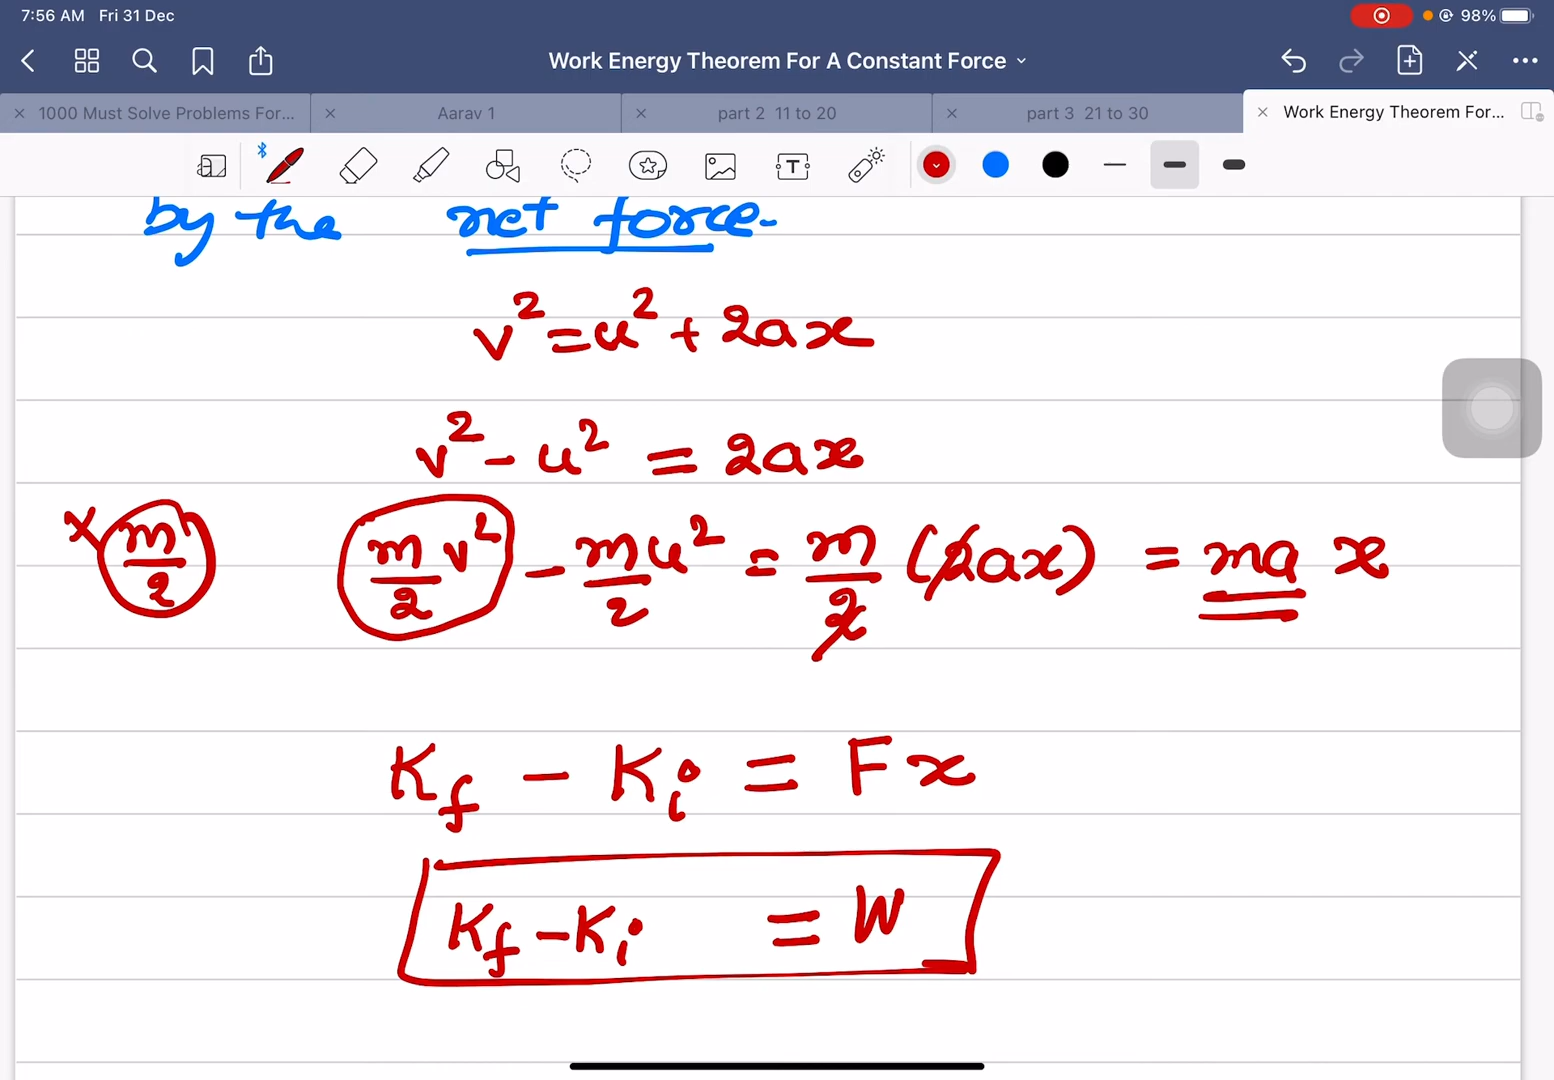 7:56 AM Fri 31 Dec 98%
Work Energy Theorem For A Constant Force
1000 Must Solve Problems For... Aarav 1 part 2 11 to 20 part 3 21 to 30 Work Energy Theorem For...
T
by the net force.
v² = u² + 2ax
v² - u² = 2ax
× m/2 m/2 v² - m/2 u² = m/2 (2ax) = ma x
Kf - Ki = Fx
Kf - Ki = W